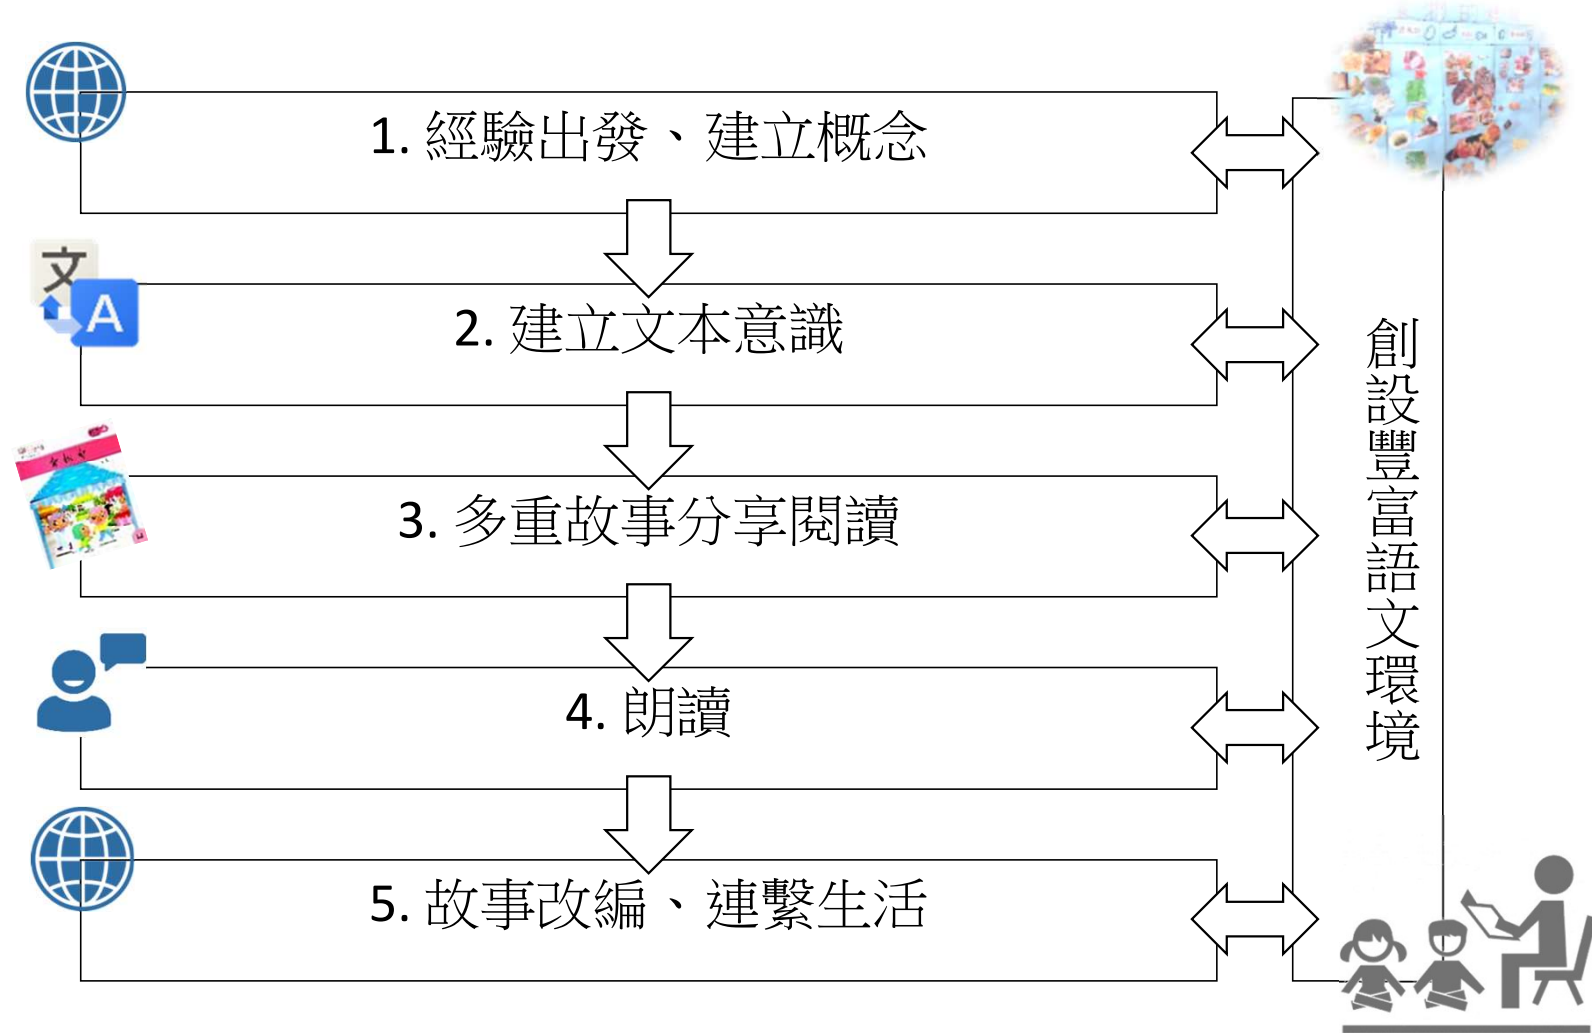 1. 經驗出發、建立概念
文
A
2. 建立文本意識
3. 多重故事分享閱讀
4. 朗讀
5. 故事改編、連繫生活
創設豐富語文環境